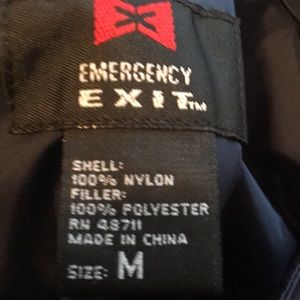 EMERGENCY
EXIT™
SHELL:
100% NYLON
FILLER:
100% POLYESTER
RN 48711
MADE IN CHINA
SIZE: M